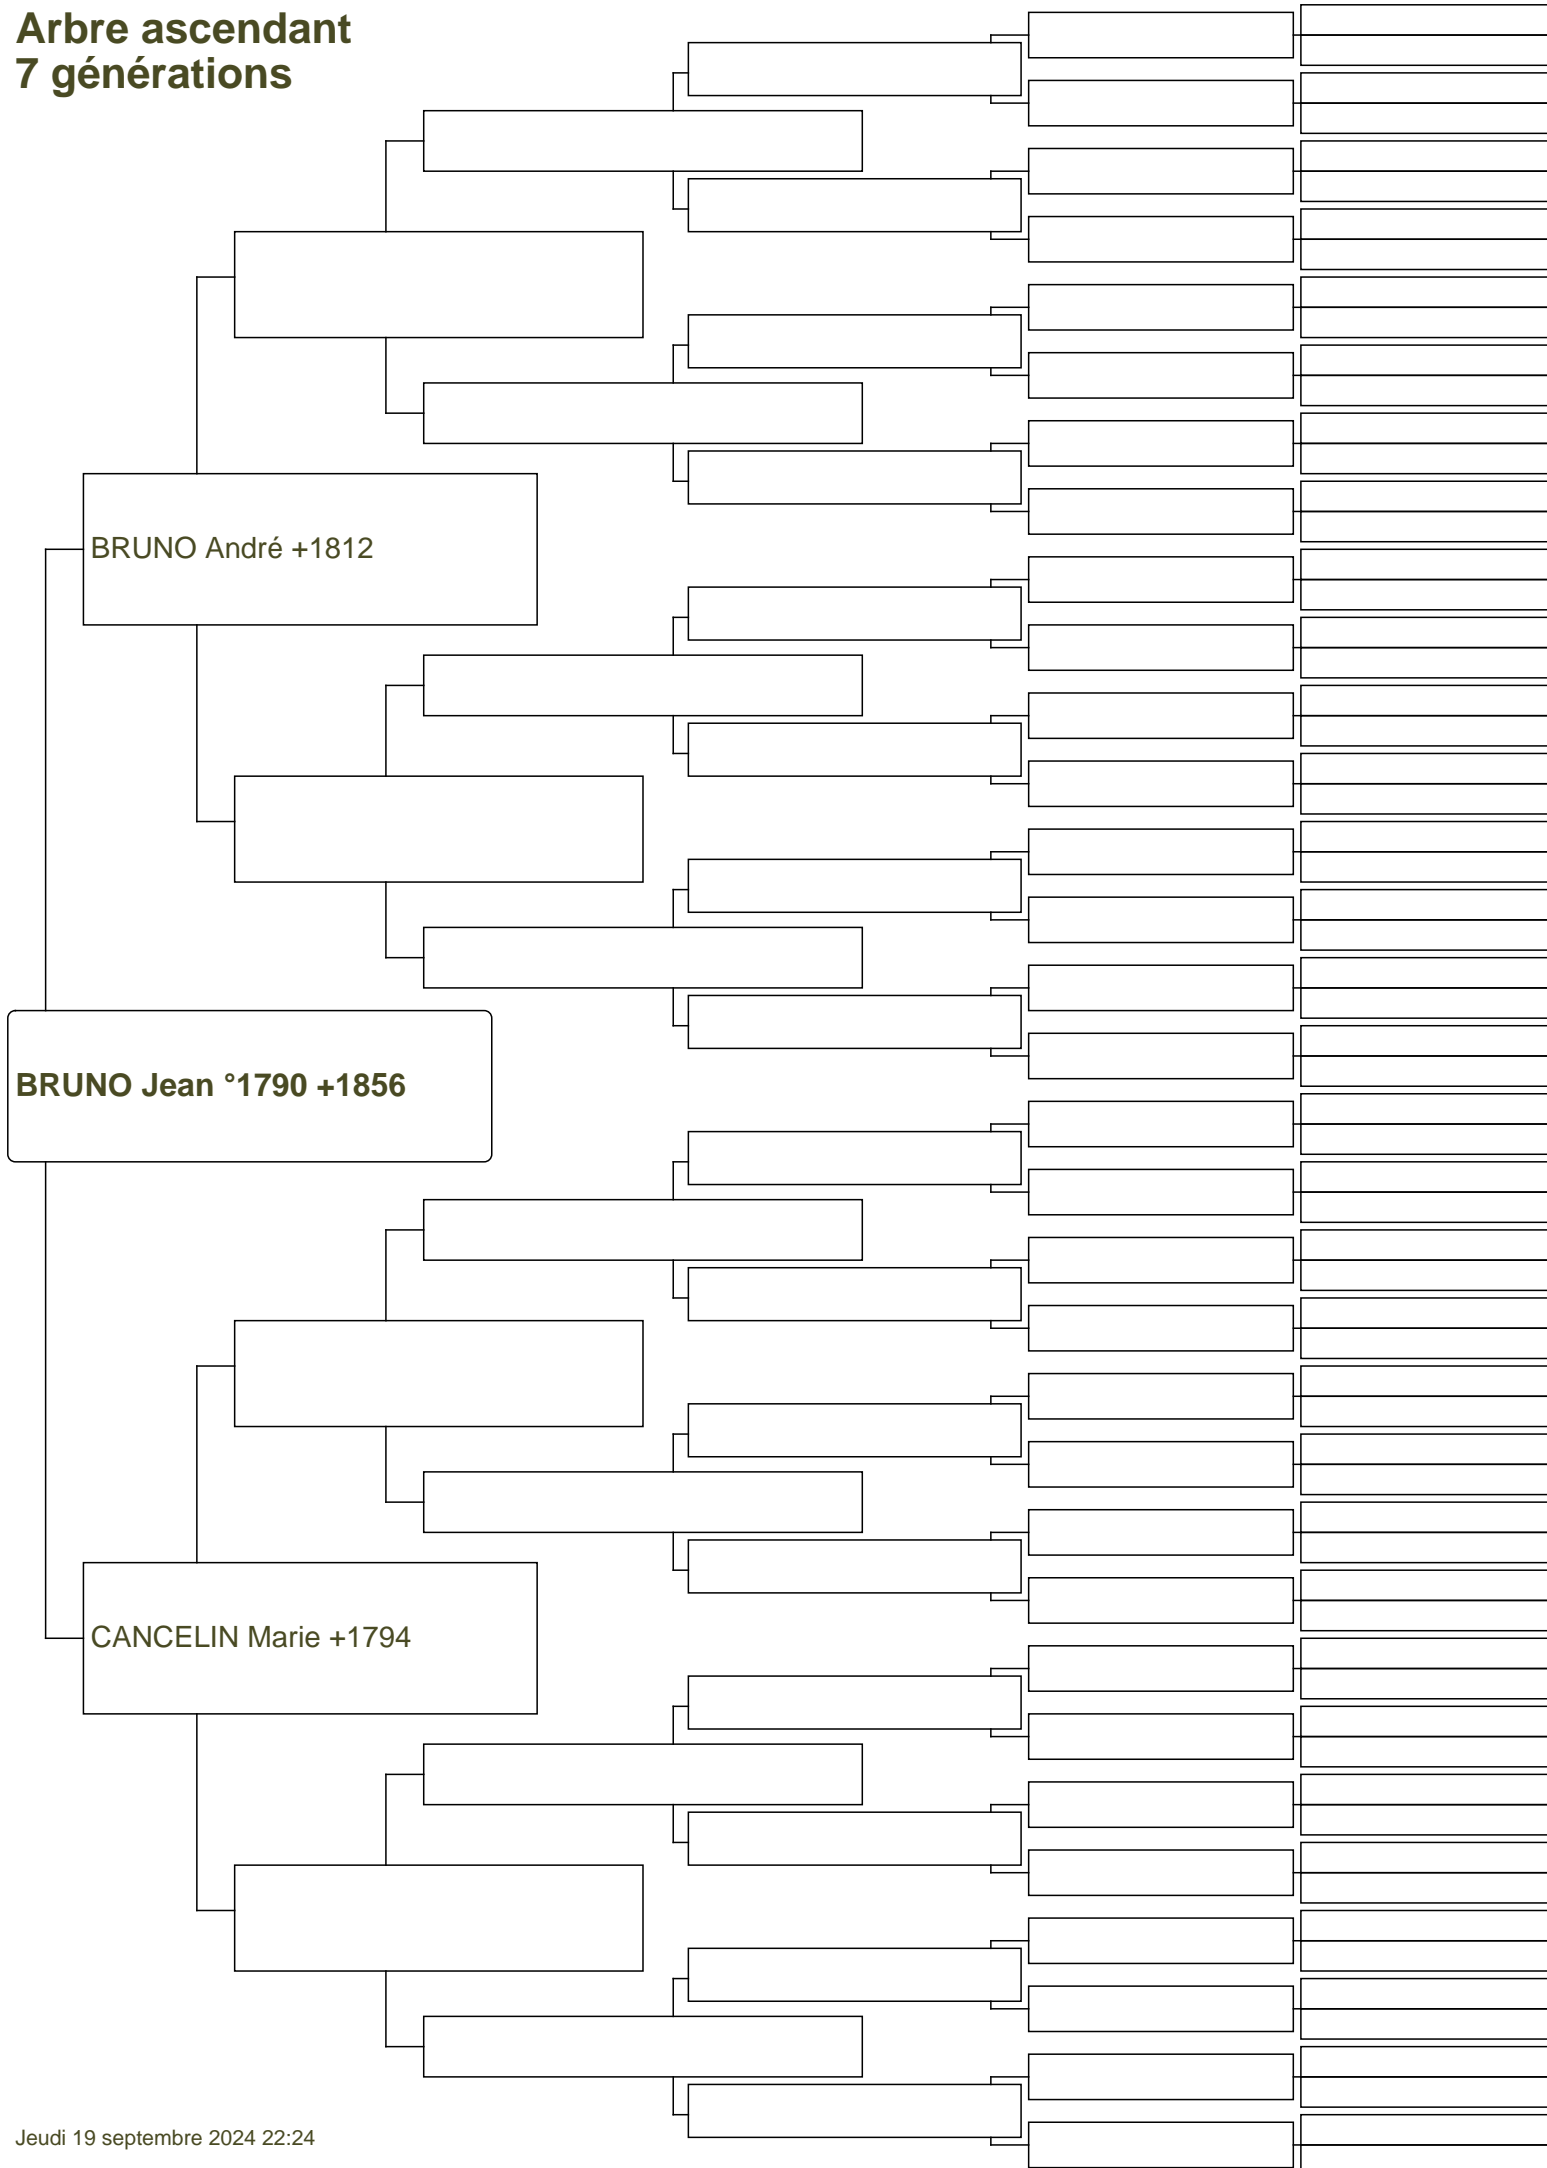 Arbre ascendant
7 générations
BRUNO André +1812
BRUNO Jean °1790 +1856
CANCELIN Marie +1794
Jeudi 19 septembre 2024 22:24